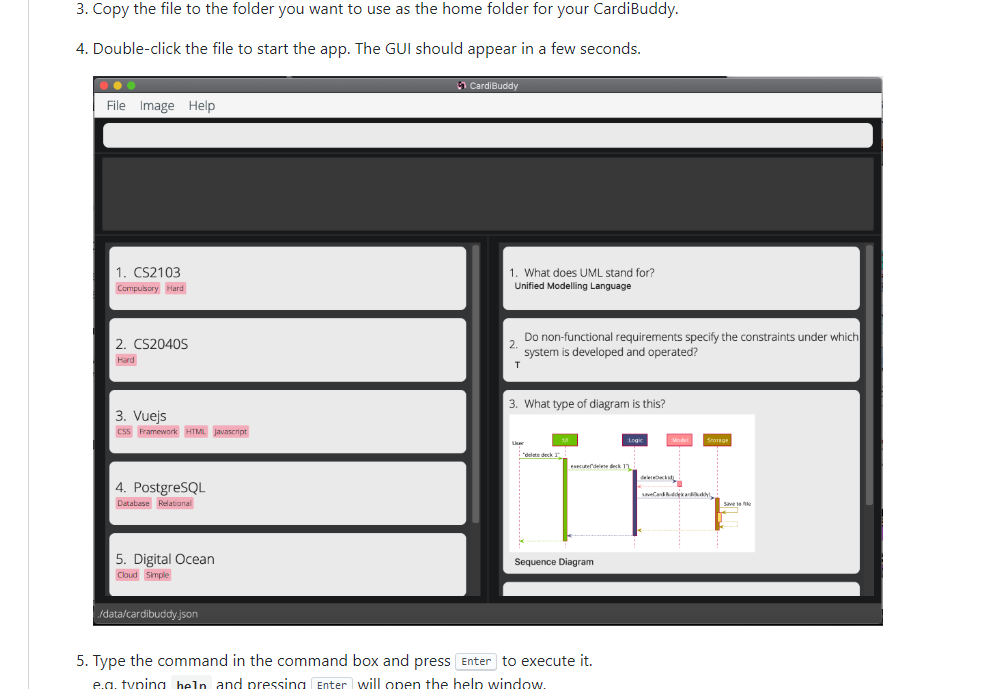 3. Copy the file to the folder you want to use as the home folder for your CardiBuddy.
4. Double-click the file to start the app. The GUI should appear in a few seconds.
CardiBuddy
File Image Help
1. CS2103
Compulsory Hard
2. CS2040S
Hard
3. Vuejs
CSS Framework HTML Javascript
4. PostgreSQL
Database Relational
5. Digital Ocean
Cloud Simple
1. What does UML stand for?
Unified Modelling Language
2. Do non-functional requirements specify the constraints under which
system is developed and operated?
T
3. What type of diagram is this?
User UI Logic Model Storage
"delete deck 1"
execute("delete deck 1")
deleteDeck(d)
saveCardiBuddy(cardiBuddy)
Save to file
Sequence Diagram
/data/cardibuddy.json
5. Type the command in the command box and press Enter to execute it.
e.g. typing help and pressing Enter will open the help window.